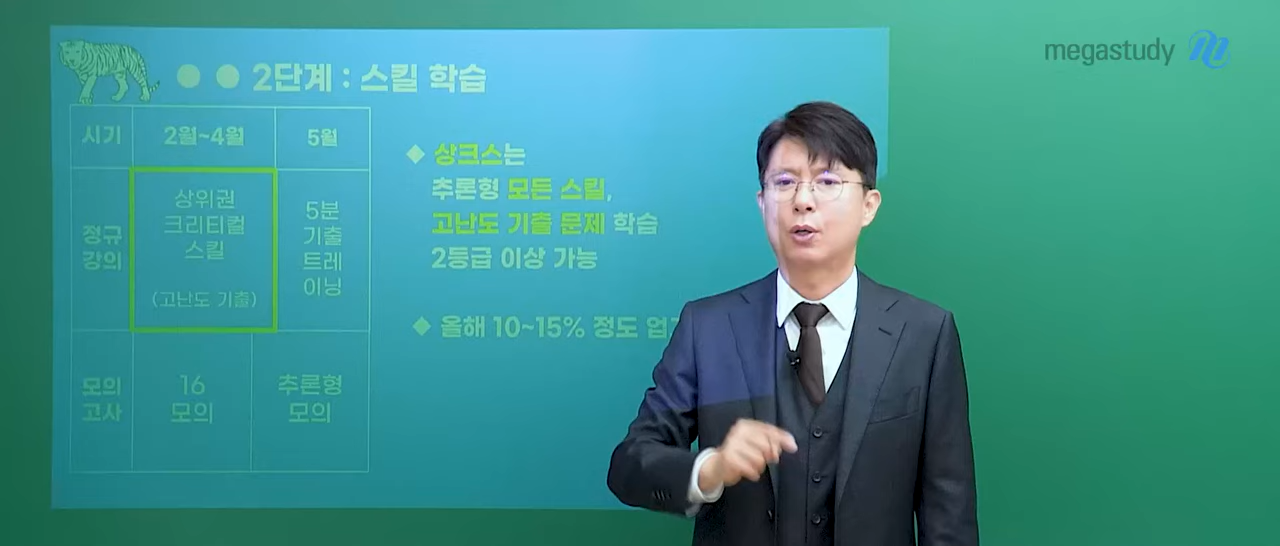 megastudy
2단계 : 스킬 학습
시기 2월~4월 5월
정규
강의
상위권
크리티컬
스킬
(고난도 기출)
5분
기출
트레
이닝
모의
고사
16
모의
추론형
모의
◆ 상크스는
추론형 모든 스킬,
고난도 기출 문제 학습
2등급 이상 가능
◆ 올해 10~15% 정도